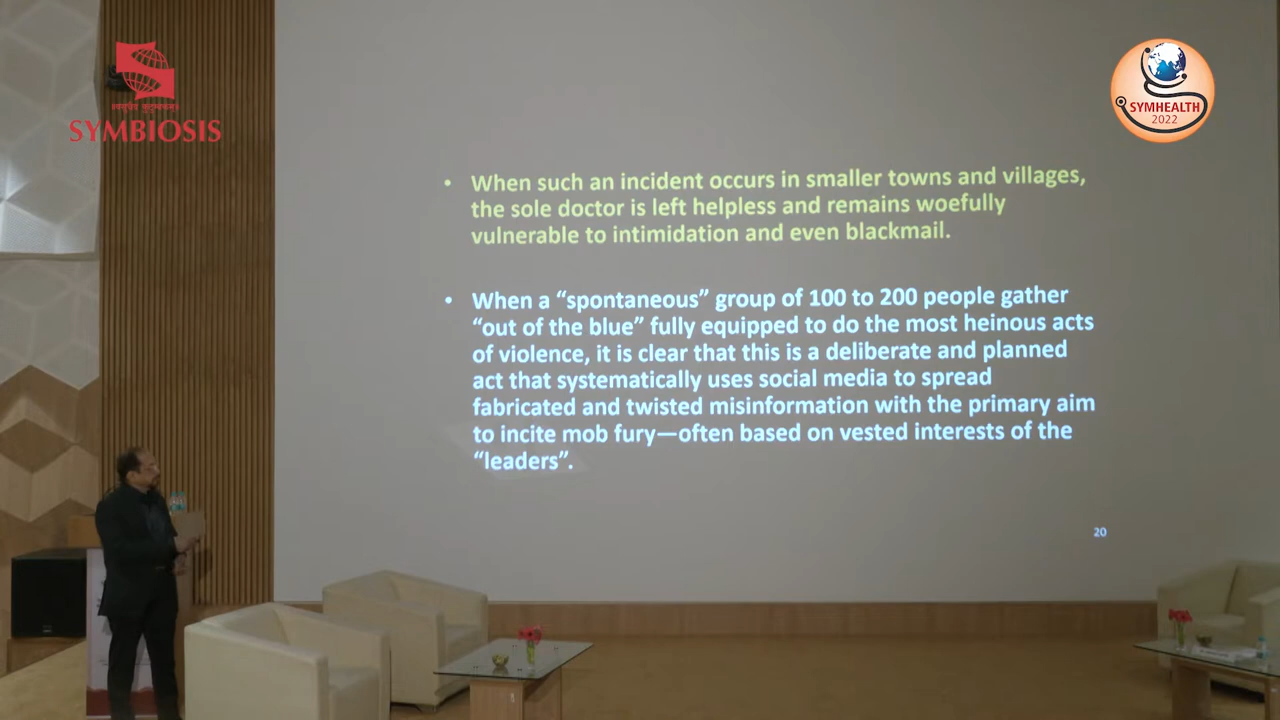 ॥वसुधैव कुटुम्बकम्॥
SYMBIOSIS
SYMHEALTH
2022
• When such an incident occurs in smaller towns and villages,
the sole doctor is left helpless and remains woefully
vulnerable to intimidation and even blackmail.
• When a “spontaneous” group of 100 to 200 people gather
“out of the blue” fully equipped to do the most heinous acts
of violence, it is clear that this is a deliberate and planned
act that systematically uses social media to spread
fabricated and twisted misinformation with the primary aim
to incite mob fury—often based on vested interests of the
“leaders”.
20